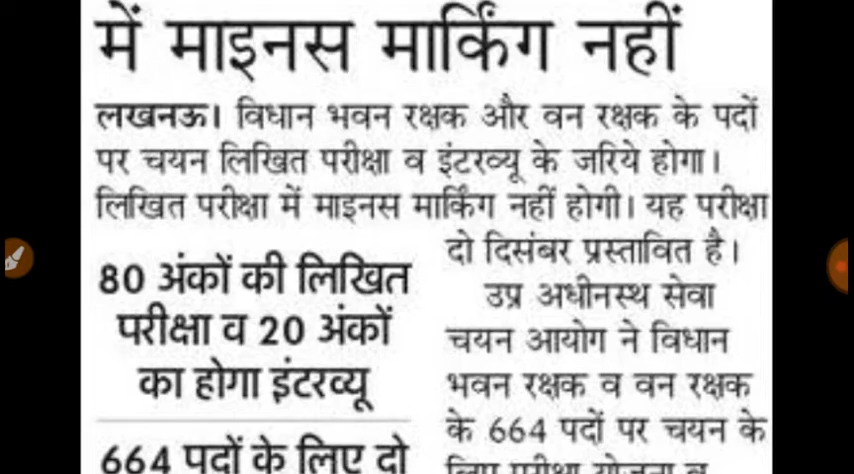 में माइनस मार्किंग नहीं
लखनऊ। विधान भवन रक्षक और वन रक्षक के पदों
पर चयन लिखित परीक्षा व इंटरव्यू के जरिये होगा।
लिखित परीक्षा में माइनस मार्किंग नहीं होगी। यह परीक्षा
दो दिसंबर प्रस्तावित है।
उप्र अधीनस्थ सेवा
चयन आयोग ने विधान
भवन रक्षक व वन रक्षक
के 664 पदों पर चयन के
लिए परीक्षा योजना व
80 अंकों की लिखित
परीक्षा व 20 अंकों
का होगा इंटरव्यू
664 पदों के लिए दो